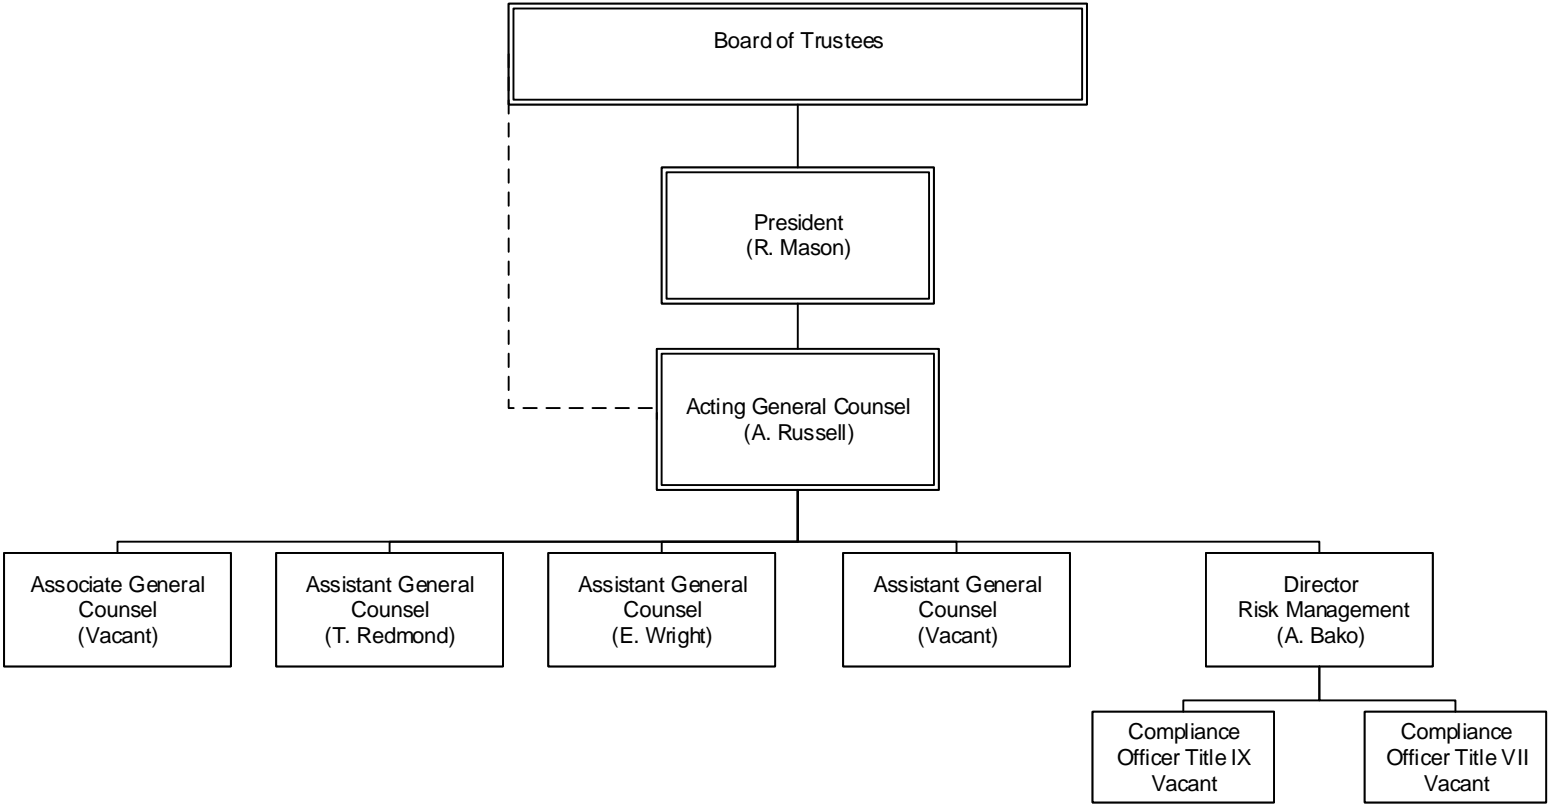 Board of Trustees
President
(R. Mason)
Acting General Counsel
(A. Russell)
Associate General
Counsel
(Vacant)
Assistant General
Counsel
(T. Redmond)
Assistant General
Counsel
(E. Wright)
Assistant General
Counsel
(Vacant)
Director
Risk Management
(A. Bako)
Compliance
Officer Title IX
Vacant
Compliance
Officer Title VII
Vacant